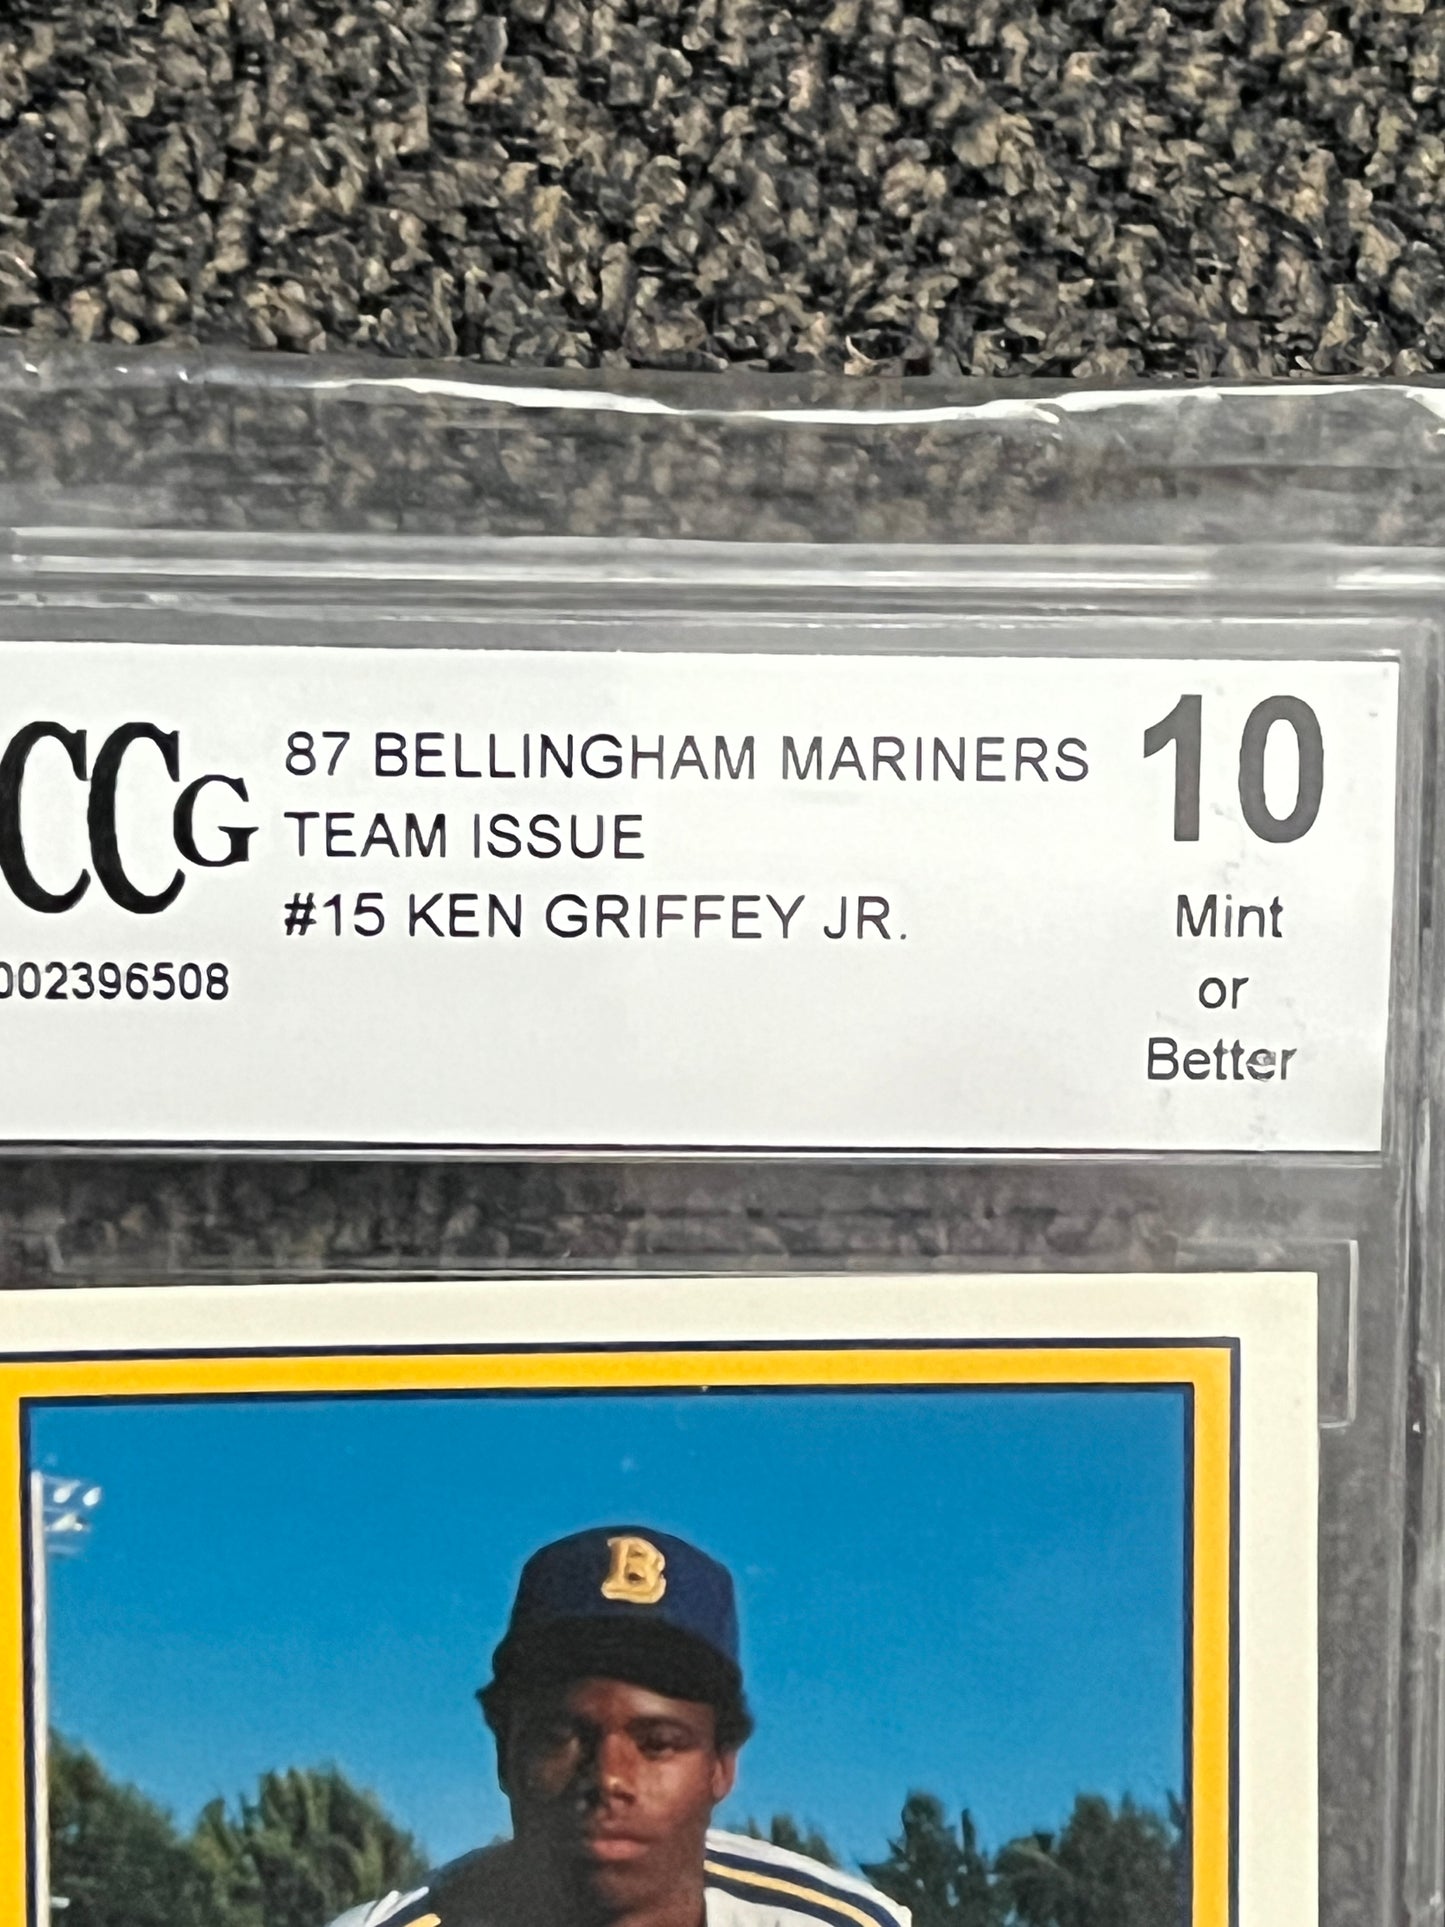 CCG
87 BELLINGHAM MARINERS
TEAM ISSUE
#15 KEN GRIFFEY JR.
002396508
10
Mint
or
Better
B